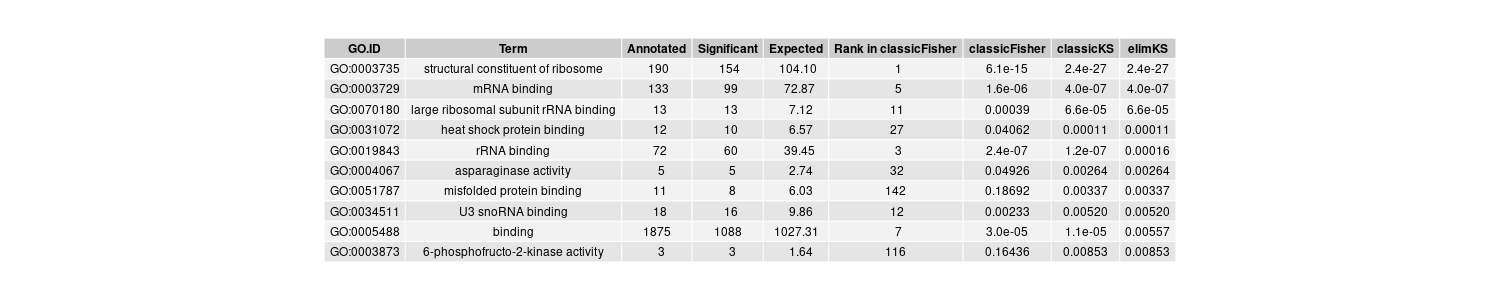 GO.ID Term Annotated Significant Expected Rank in classicFisher classicFisher classicKS elimKS
GO:0003735 structural constituent of ribosome 190 154 104.10 1 6.1e-15 2.4e-27 2.4e-27
GO:0003729 mRNA binding 133 99 72.87 5 1.6e-06 4.0e-07 4.0e-07
GO:0070180 large ribosomal subunit rRNA binding 13 13 7.12 11 0.00039 6.6e-05 6.6e-05
GO:0031072 heat shock protein binding 12 10 6.57 27 0.04062 0.00011 0.00011
GO:0019843 rRNA binding 72 60 39.45 3 2.4e-07 1.2e-07 0.00016
GO:0004067 asparaginase activity 5 5 2.74 32 0.04926 0.00264 0.00264
GO:0051787 misfolded protein binding 11 8 6.03 142 0.18692 0.00337 0.00337
GO:0034511 U3 snoRNA binding 18 16 9.86 12 0.00233 0.00520 0.00520
GO:0005488 binding 1875 1088 1027.31 7 3.0e-05 1.1e-05 0.00557
GO:0003873 6-phosphofructo-2-kinase activity 3 3 1.64 116 0.16436 0.00853 0.00853